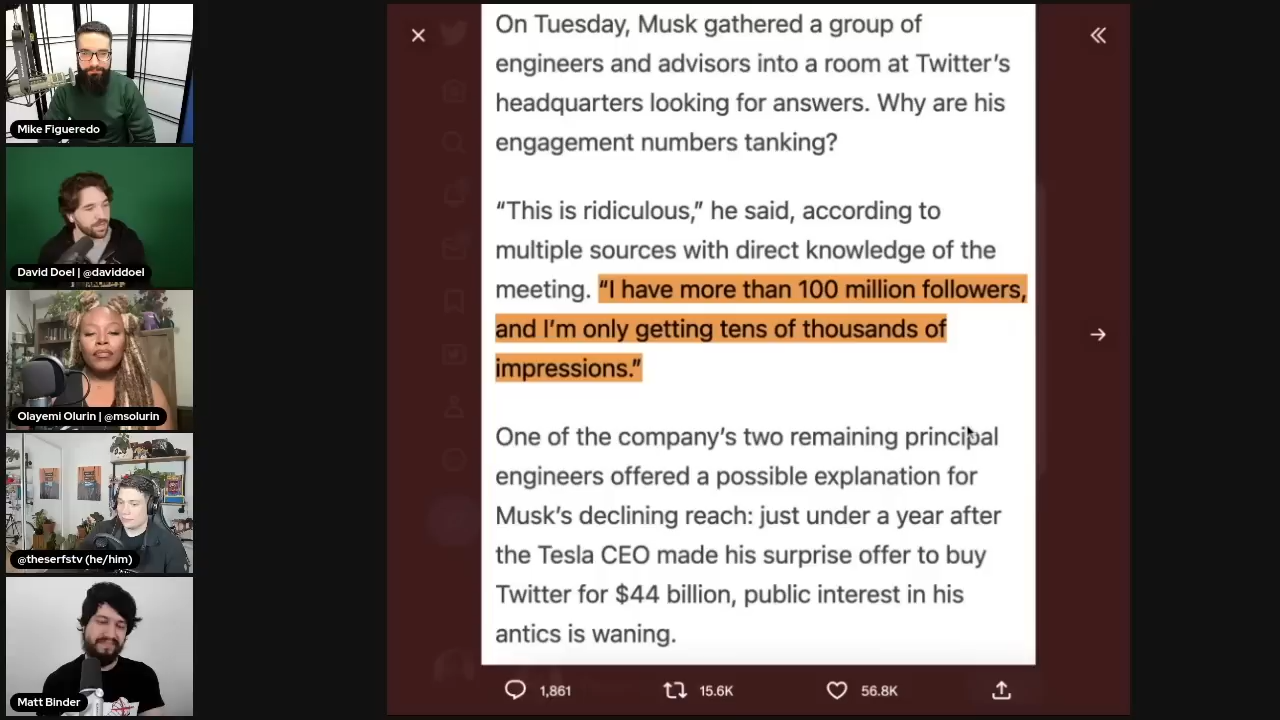 Mike Figueredo
David Doel | @daviddoel
Olayemi Olurin | @msolurin
@theserfstv (he/him)
Matt Binder
On Tuesday, Musk gathered a group of
engineers and advisors into a room at Twitter’s
headquarters looking for answers. Why are his
engagement numbers tanking?
“This is ridiculous,” he said, according to
multiple sources with direct knowledge of the
meeting. “I have more than 100 million followers,
and I’m only getting tens of thousands of
impressions.”
One of the company’s two remaining principal
engineers offered a possible explanation for
Musk’s declining reach: just under a year after
the Tesla CEO made his surprise offer to buy
Twitter for $44 billion, public interest in his
antics is waning.
1,861 15.6K 56.8K